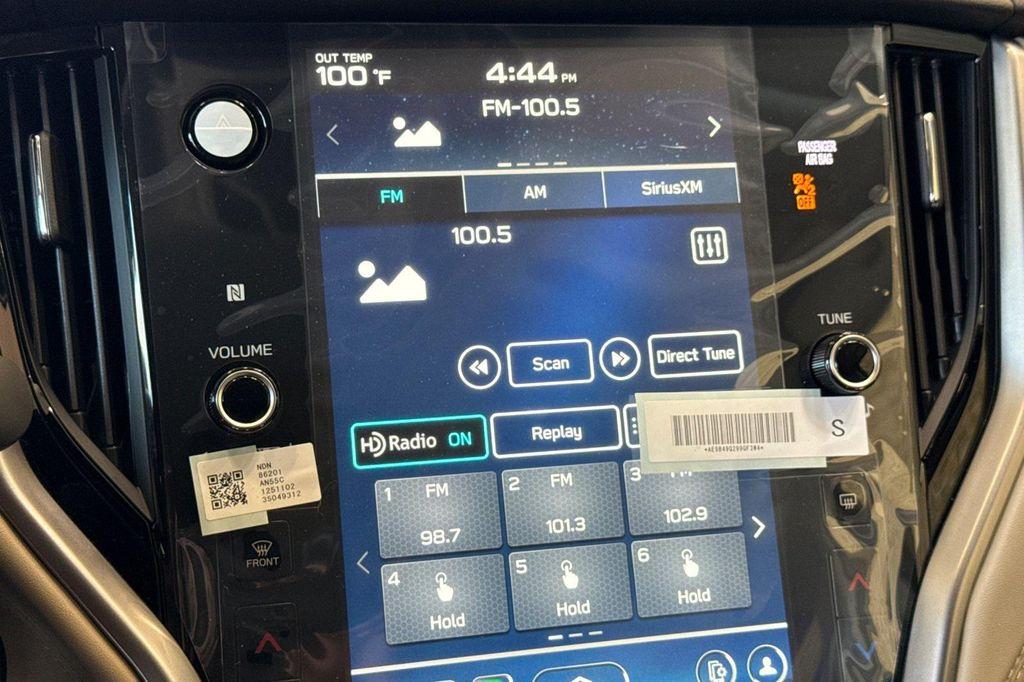 OUT TEMP
100 °F
4:44 PM
FM-100.5
FM AM SiriusXM
100.5
PASSENGER
AIR BAG
2
OFF
N
VOLUME
TUNE
Scan
Direct Tune
HD Radio ON
Replay
S
NDN
86201
AN55C
1251102
35049312
1 FM
98.7
2 FM
101.3
3 FM
102.9
4 Hold
5 Hold
6 Hold
FRONT